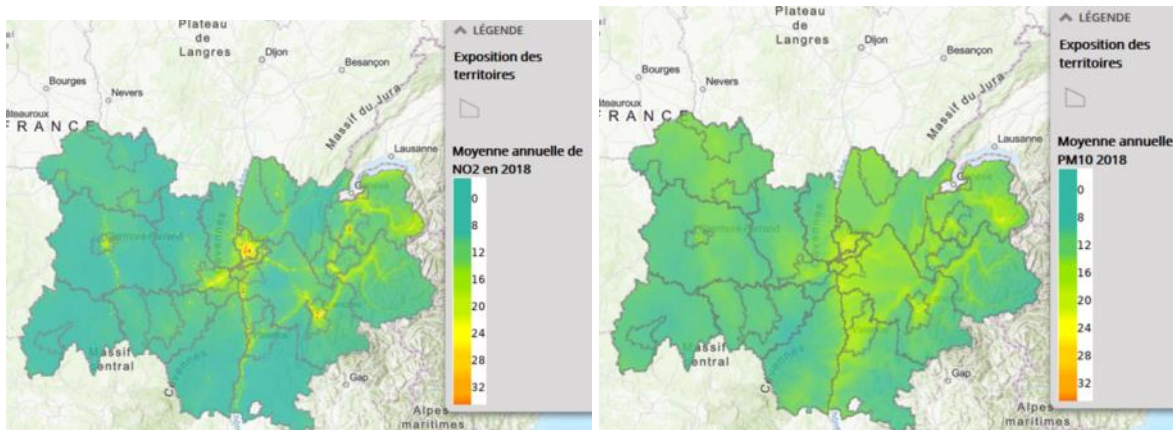 Plateau
de
Langres
Dijon
Besançon
Bourges
Nevers
FRANCE
Massif du Jura
Lausanne
Massif
Gap
Alpes
maritimes
LÉGENDE
Exposition des
territoires
Moyenne annuelle de
NO2 en 2018
0
8
12
16
20
24
28
32
Plateau
de
Langres
Dijon
Besançon
Bourges
Nevers
FRANCE
Massif du Jura
Lausanne
Massif
Gap
Alpes
maritimes
LÉGENDE
Exposition des
territoires
Moyenne annuelle
PM10 2018
0
8
12
16
20
24
28
32